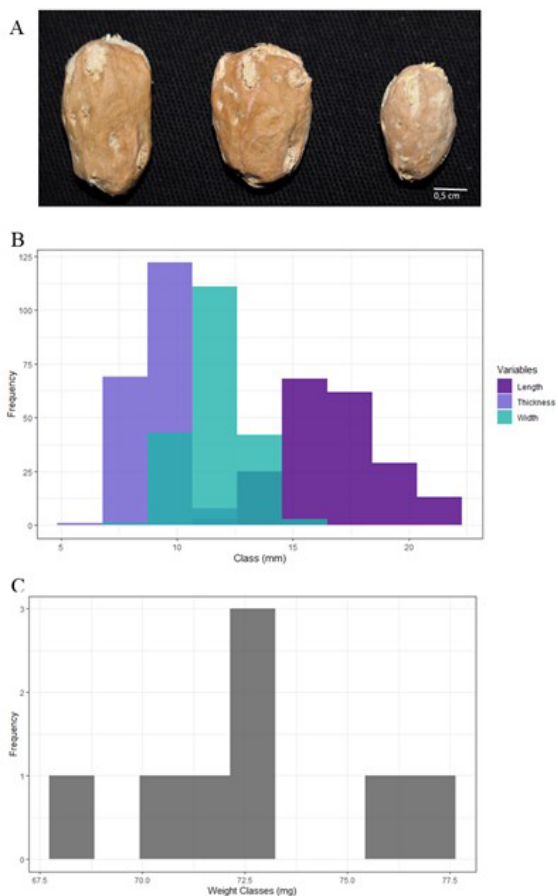 A
0,5 cm
B
125
100
75
50
25
0
Frequency
5 10 15 20
Class (mm)
Variables
Length
Thickness
Width
C
3
2
1
0
Frequency
67.5 70.0 72.5 75.0 77.5
Weight Classes (mg)